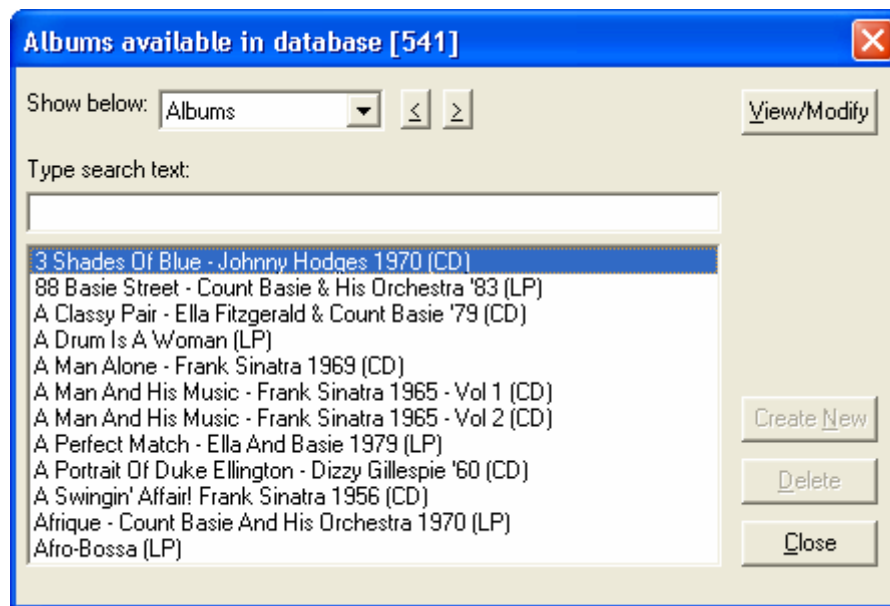 Albums available in database [541]
Show below: Albums < > View/Modify
Type search text:
3 Shades Of Blue - Johnny Hodges 1970 (CD)
88 Basie Street - Count Basie & His Orchestra '83 (LP)
A Classy Pair - Ella Fitzgerald & Count Basie '79 (CD)
A Drum Is A Woman (LP)
A Man Alone - Frank Sinatra 1969 (CD)
A Man And His Music - Frank Sinatra 1965 - Vol 1 (CD)
A Man And His Music - Frank Sinatra 1965 - Vol 2 (CD)
A Perfect Match - Ella And Basie 1979 (LP)
A Portrait Of Duke Ellington - Dizzy Gillespie '60 (CD)
A Swingin' Affair! Frank Sinatra 1956 (CD)
Afrique - Count Basie And His Orchestra 1970 (LP)
Afro-Bossa (LP)
Create New
Delete
Close